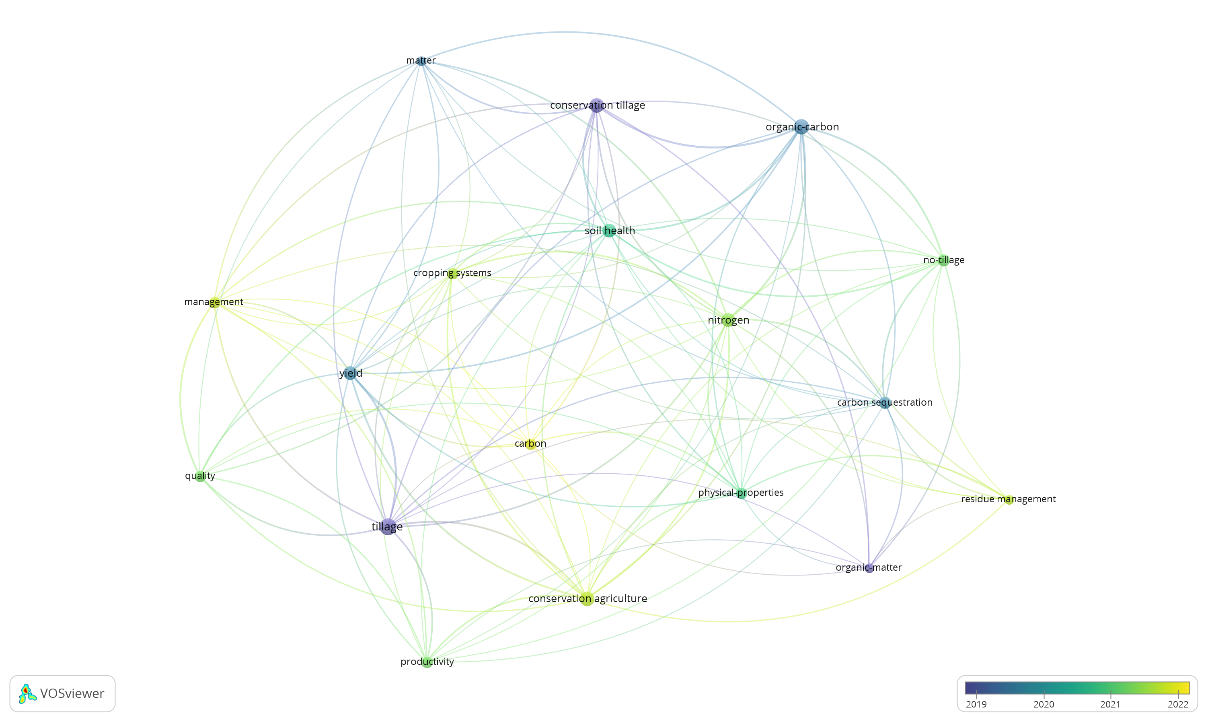 matter
conservation tillage
organic-carbon
soil health
no-tillage
cropping systems
management
nitrogen
yield
carbon sequestration
carbon
quality
physical-properties
residue management
tillage
organic-matter
conservation agriculture
productivity
VOSviewer
2019 2020 2021 2022